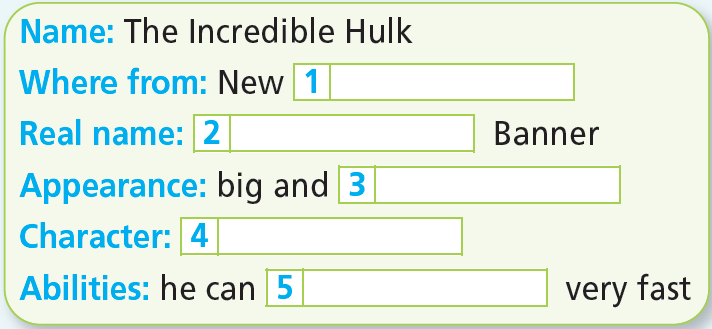 Name: The Incredible Hulk
Where from: New 1
Real name: 2 Banner
Appearance: big and 3
Character: 4
Abilities: he can 5 very fast